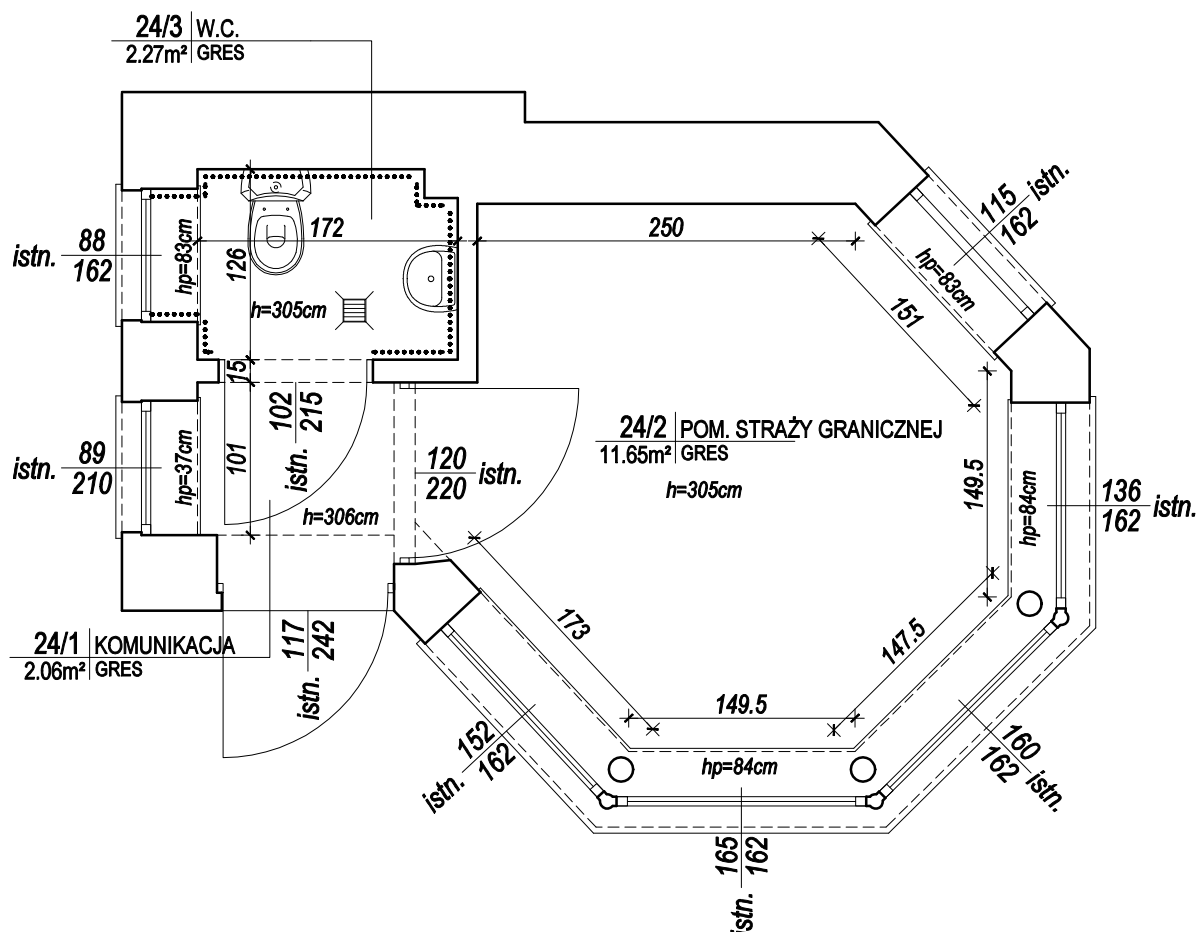 24/3 W.C.
2.27m² GRES
istn. 115
162
88
istn. 162
hp=83cm
172
126
250
hp=83cm
151
h=305cm
15
102
215
istn.
24/2 POM. STRAŻY GRANICZNEJ
11.65m² GRES
h=305cm
89
istn. 210
hp=37cm
101
120
220 istn.
149.5
hp=84cm
136
162 istn.
h=306cm
173
147.5
24/1 KOMUNIKACJA
2.06m² GRES
117
242
istn.
149.5
152
162
istn.
hp=84cm
160
162 istn.
165
162
istn.